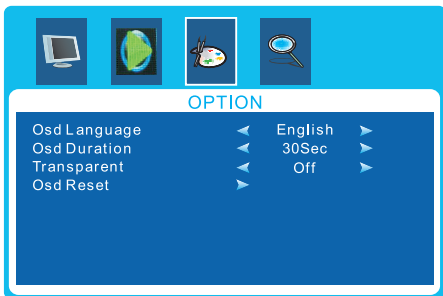 OPTION
Osd Language English
Osd Duration 30Sec
Transparent Off
Osd Reset